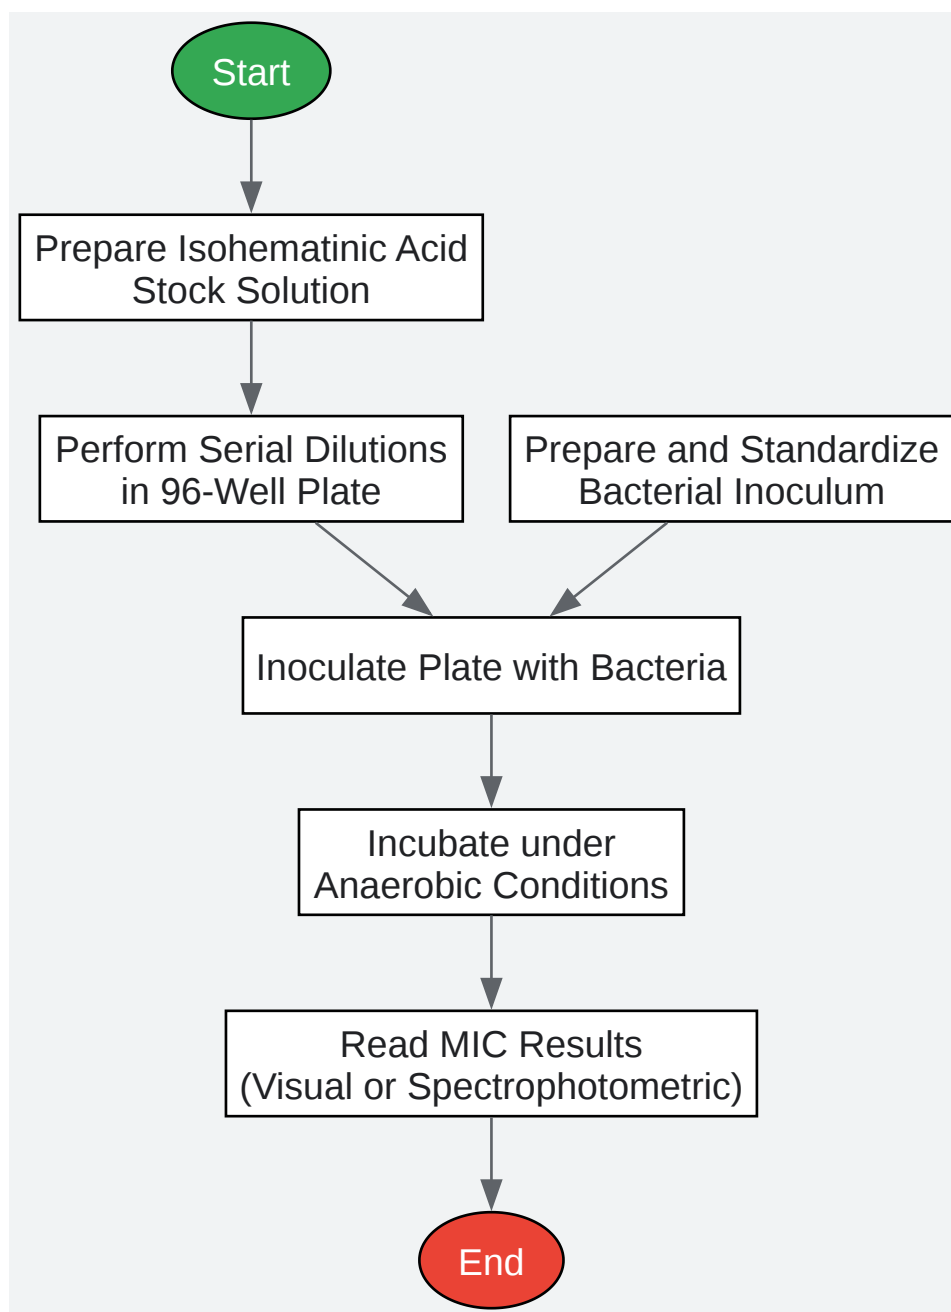 Start
Prepare Isohematinic Acid
Stock Solution
Perform Serial Dilutions
in 96-Well Plate
Prepare and Standardize
Bacterial Inoculum
Inoculate Plate with Bacteria
Incubate under
Anaerobic Conditions
Read MIC Results
(Visual or Spectrophotometric)
End